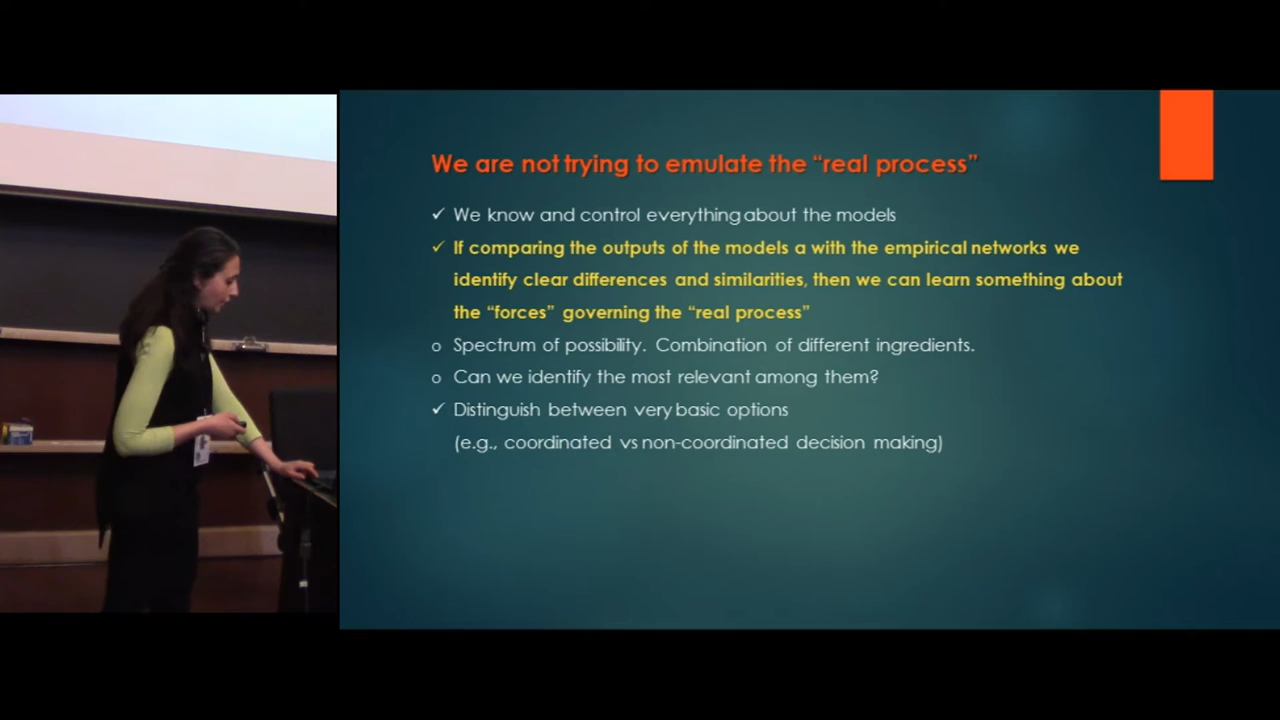 We are not trying to emulate the “real process”
✓ We know and control everything about the models
✓ If comparing the outputs of the models a with the empirical networks we
identify clear differences and similarities, then we can learn something about
the “forces” governing the “real process”
o Spectrum of possibility. Combination of different ingredients.
o Can we identify the most relevant among them?
✓ Distinguish between very basic options
(e.g., coordinated vs non-coordinated decision making)